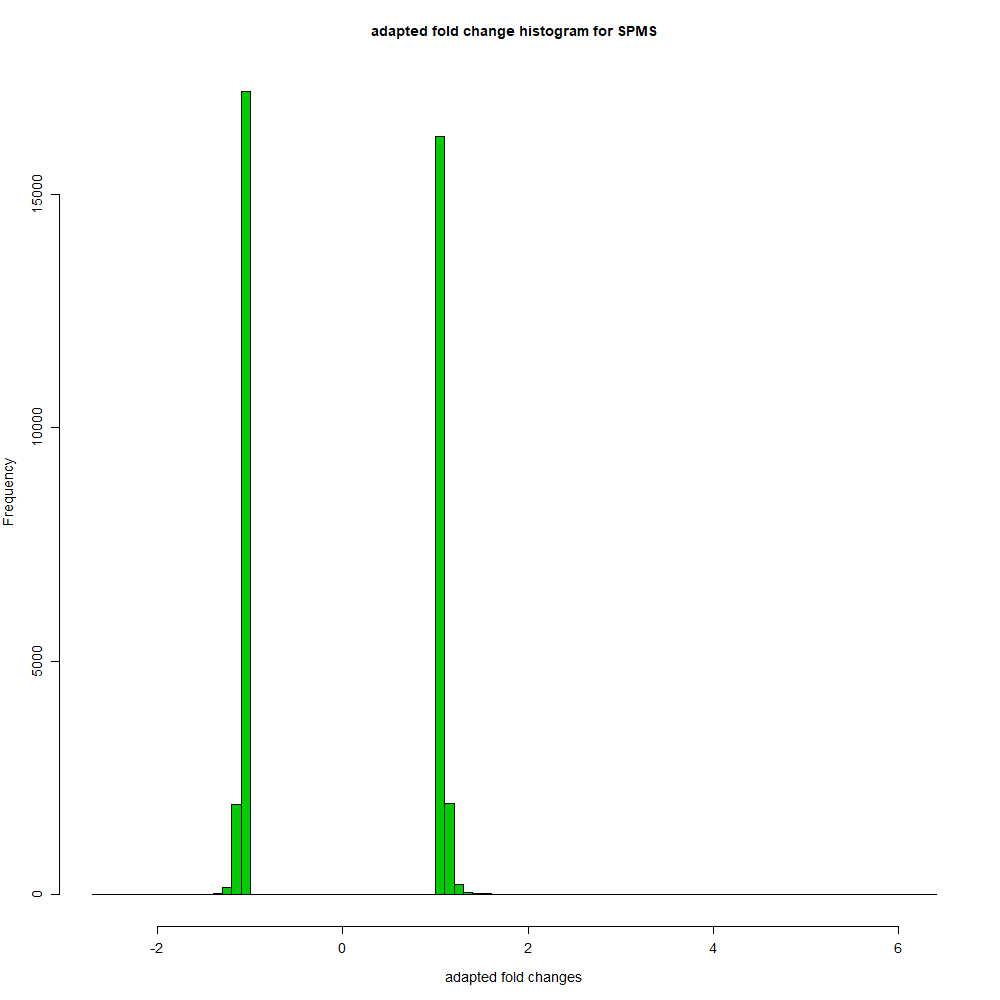 adapted fold change histogram for SPMS
Frequency
15000
10000
5000
0
-2 0 2 4 6
adapted fold changes